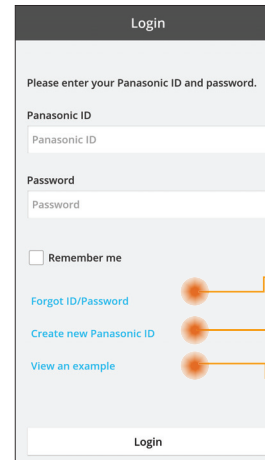 Login
Please enter your Panasonic ID and password.
Panasonic ID
Panasonic ID
Password
Password
Remember me
Forgot ID/Password
Create new Panasonic ID
View an example
Login